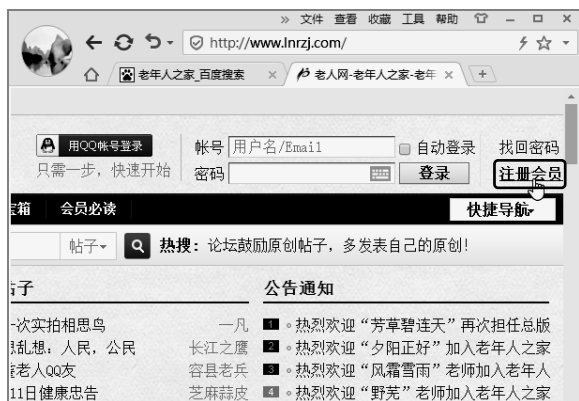 » 文件 查看 收藏 工具 帮助
http://www.lnrzj.com/
老年人之家_百度搜索 × 老人网-老年人之家-老年 × +
用QQ帐号登录 帐号 用户名/Email 自动登录 找回密码
只需一步，快速开始 密码 登录 注册会员
宝箱 会员必读 快捷导航
帖子 热搜：论坛鼓励原创帖子，多发表自己的原创！
帖子 公告通知
一次实拍相思鸟 一凡 1 热烈欢迎“芳草碧连天”再次担任总版
胡乱想：人民，公民 长江之鹰 2 热烈欢迎“夕阳正好”加入老年人之家
老人QQ友 容县老兵 3 热烈欢迎“风霜雪雨”老师加入老年人
11日健康忠告 芝麻蒜皮 4 热烈欢迎“野芜”老师加入老年人之家